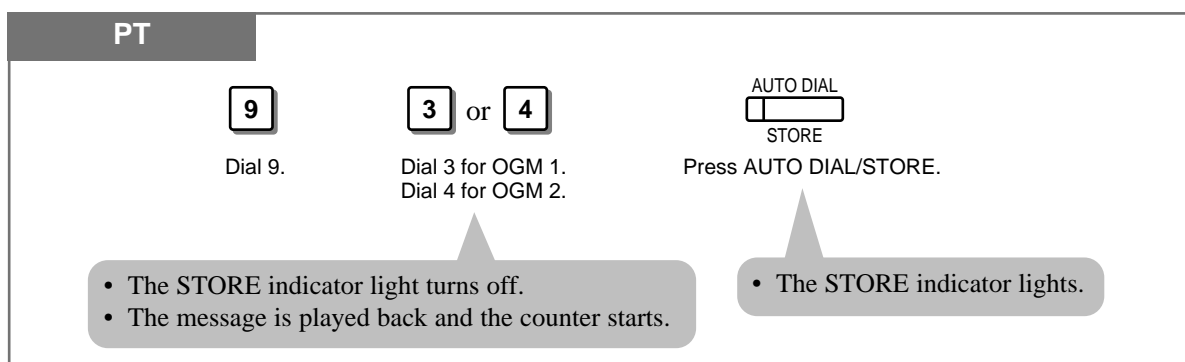 PT
9
3 or 4
AUTO DIAL
STORE
Dial 9.
Dial 3 for OGM 1.
Dial 4 for OGM 2.
Press AUTO DIAL/STORE.
• The STORE indicator light turns off.
• The message is played back and the counter starts.
• The STORE indicator lights.